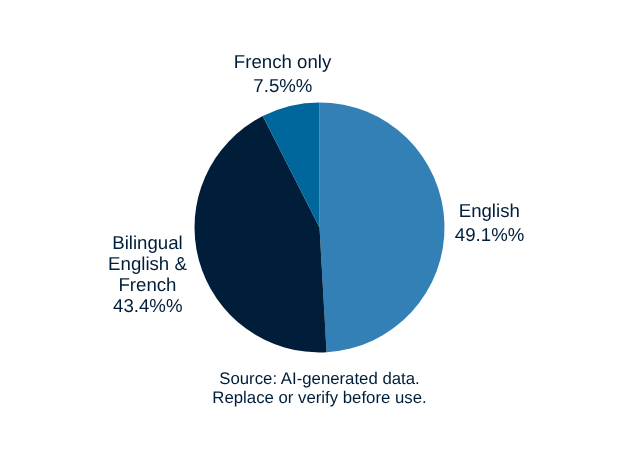 French only
7.5%%
English
49.1%%
Bilingual
English &
French
43.4%%
Source: AI-generated data.
Replace or verify before use.